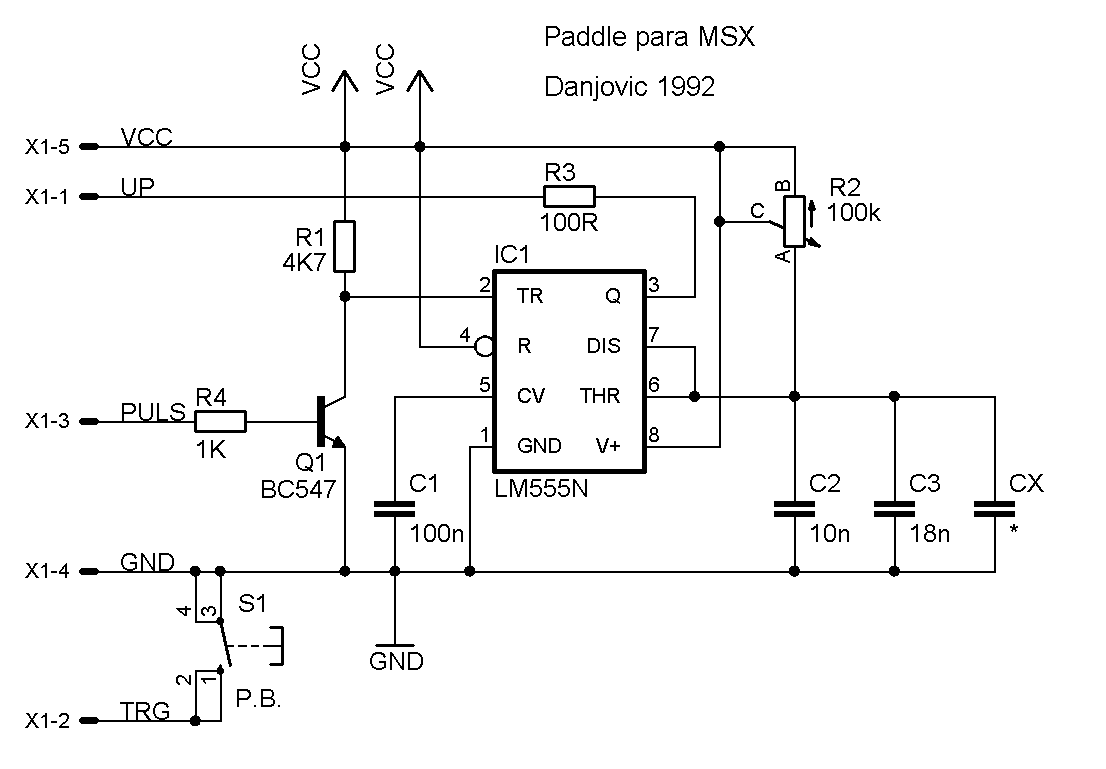 Paddle para MSX
Danjovic 1992
VCC
VCC
X1-5 VCC
X1-1 UP
R3
100R
B
R2
100k
C
A
R1
4K7
IC1
2 TR Q 3
4 R DIS 7
5 CV THR 6
1 GND V+ 8
LM555N
X1-3 PULS
R4
1K
Q1
BC547
C1
100n
C2
10n
C3
18n
CX
*
X1-4 GND
4
3
S1
GND
2
1
P.B.
X1-2 TRG